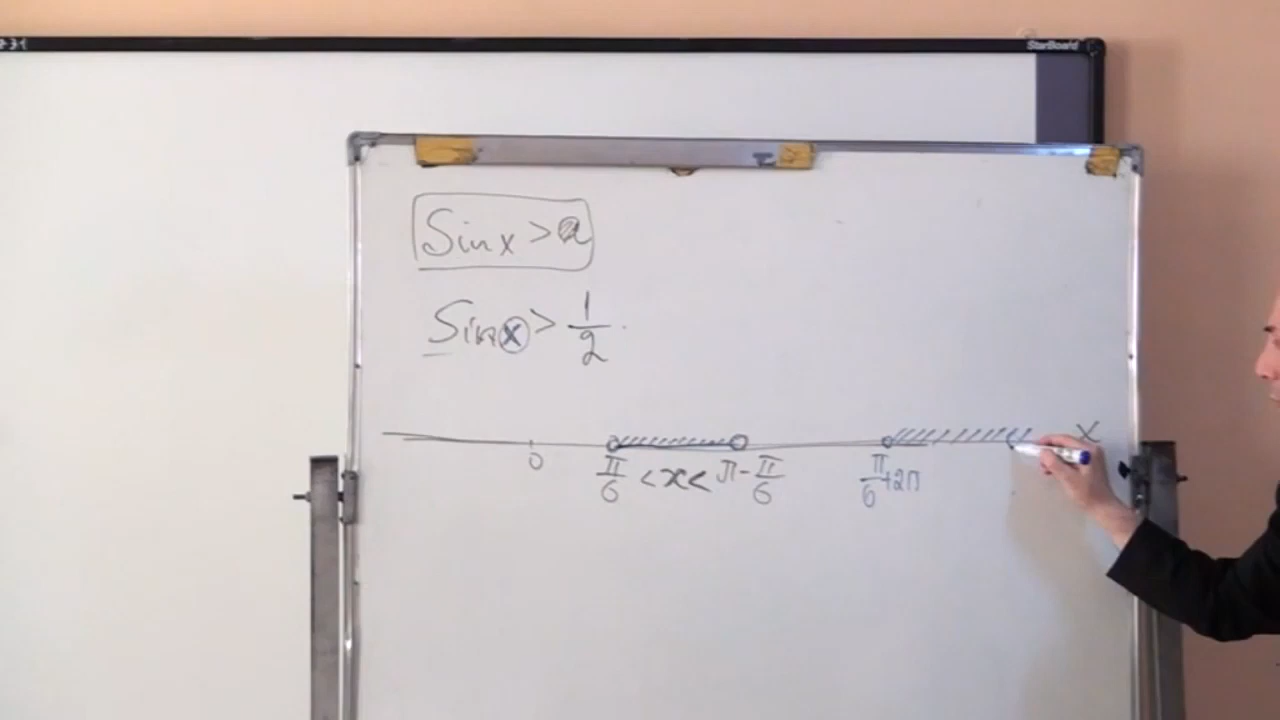 StarBoard
Sin x > a
Sin x > 1/2
x
0
π/6 < x < π - π/6
π/6 + 2π